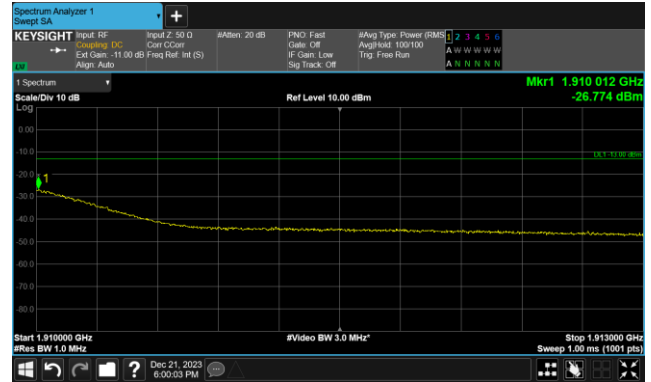 Spectrum Analyzer 1
Swept SA
KEYSIGHT Input: RF Input Z: 50 Ω #Atten: 20 dB PNO: Fast #Avg Type: Power (RMS 1 2 3 4 5 6
Coupling: DC Corr CCorr Gate: Off Avg|Hold: 100/100 A W W W W W
Ext Gain: -11.00 dB Freq Ref: Int (S) IF Gain: Low Trig: Free Run
Align: Auto Sig Track: Off A N N N N N
LXI
1 Spectrum Mkr1 1.910 012 GHz
Scale/Div 10 dB Ref Level 10.00 dBm -26.774 dBm
Log
0.00
-10.0
DL1 -13.00 dBm
-20.0
1
-30.0
-40.0
-50.0
-60.0
-70.0
-80.0
Start 1.910000 GHz #Video BW 3.0 MHz* Stop 1.913000 GHz
#Res BW 1.0 MHz Sweep 1.00 ms (1001 pts)
? Dec 21, 2023
6:00:03 PM